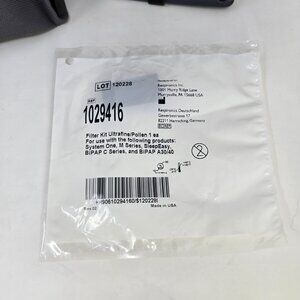 LOT 120228
REF
1029416
Respironics Inc.
1001 Murry Ridge Lane
Murrysville, PA 15668 USA
Respironics Deutschland
Gewerbestrasse 17
82211 Herrsching, Germany
Filter Kit Ultrafine/Pollen 1 ea
For use with the following products:
System One, M Series, SleepEasy,
BiPAP C Series, and BiPAP A30/40
Made in USA